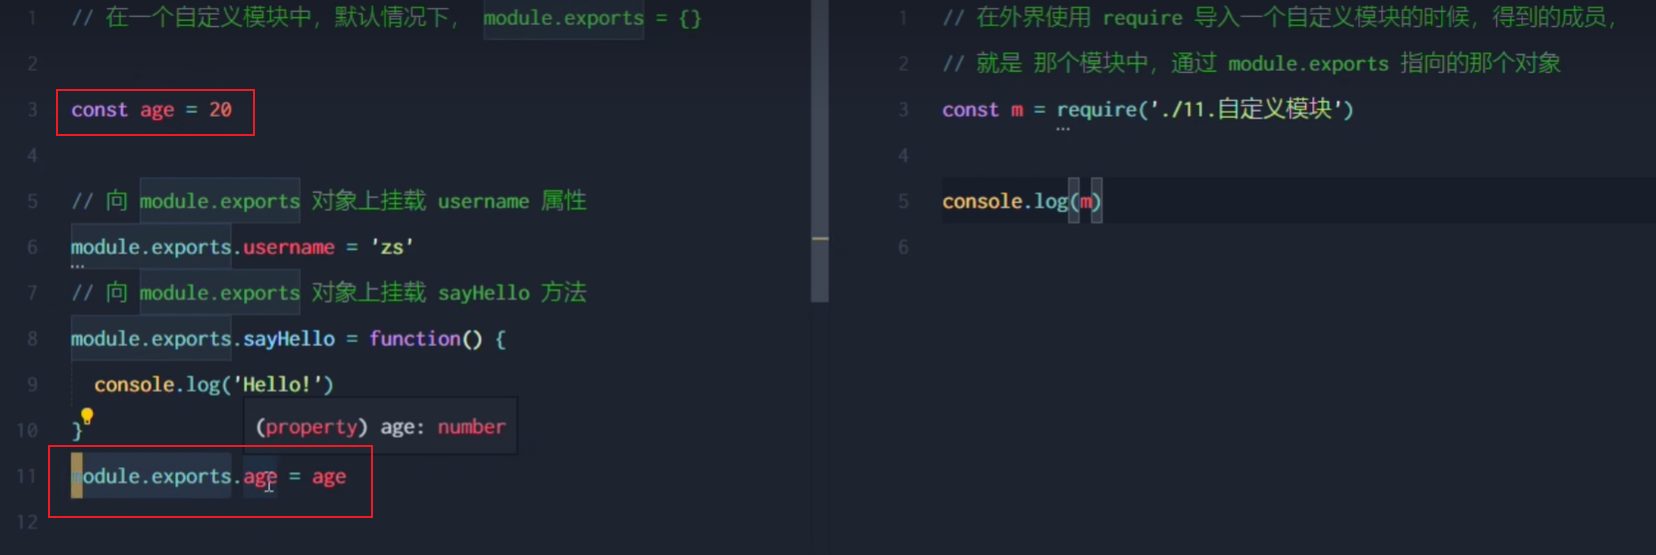 1 // 在一个自定义模块中，默认情况下， module.exports = {}
2
3 const age = 20
4
5 // 向 module.exports 对象上挂载 username 属性
6 module.exports.username = 'zs'
7 // 向 module.exports 对象上挂载 sayHello 方法
8 module.exports.sayHello = function() {
9 console.log('Hello!')
(property) age: number
10 }
11 module.exports.age = age
12
1 // 在外界使用 require 导入一个自定义模块的时候，得到的成员，
2 // 就是 那个模块中，通过 module.exports 指向的那个对象
3 const m = require('./11.自定义模块')
4
5 console.log(m)
6